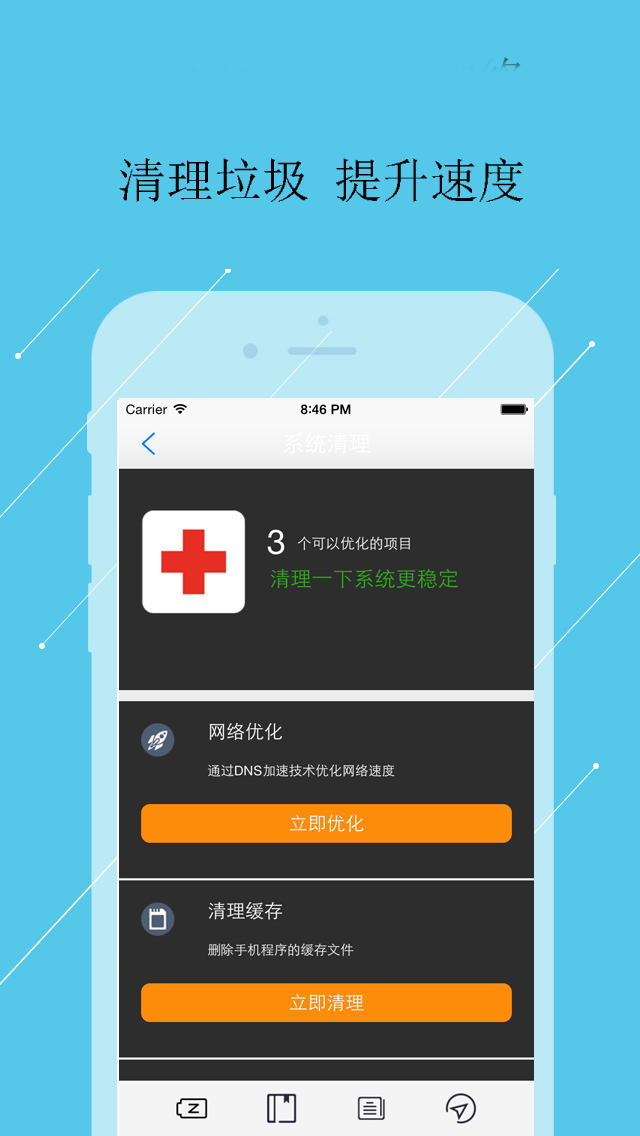 清理垃圾 提升速度
Carrier 8:46 PM
系统清理
3 个可以优化的项目
清理一下系统更稳定
网络优化
通过DNS加速技术优化网络速度
立即优化
清理缓存
删除手机程序的缓存文件
立即清理
Z